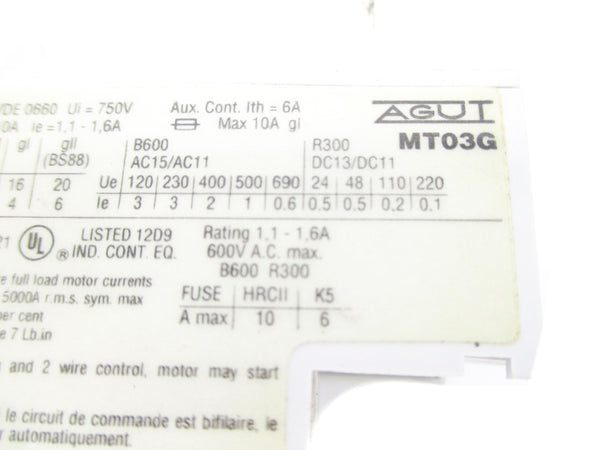 VDE 0660 Ui = 750V Aux. Cont. Ith = 6A AGUT
0A Ie = 1,1 - 1,6A Max 10A gl MT03G
gl gII B600 R300
(BS88) AC15/AC11 DC13/DC11
16 20 Ue 120 230 400 500 690 24 48 110 220
4 6 Ie 3 3 2 1 0.6 0.5 0.5 0.2 0.1
21 UL ® LISTED 12D9 Rating 1,1 - 1,6A
IND. CONT. EQ. 600V A.C. max.
B600 R300
e full load motor currents
5000A r.m.s. sym. max FUSE HRCII K5
per cent A max 10 6
e 7 Lb.in
and 2 wire control, motor may start
le circuit de commande est bifilaire, le
automatiquement.